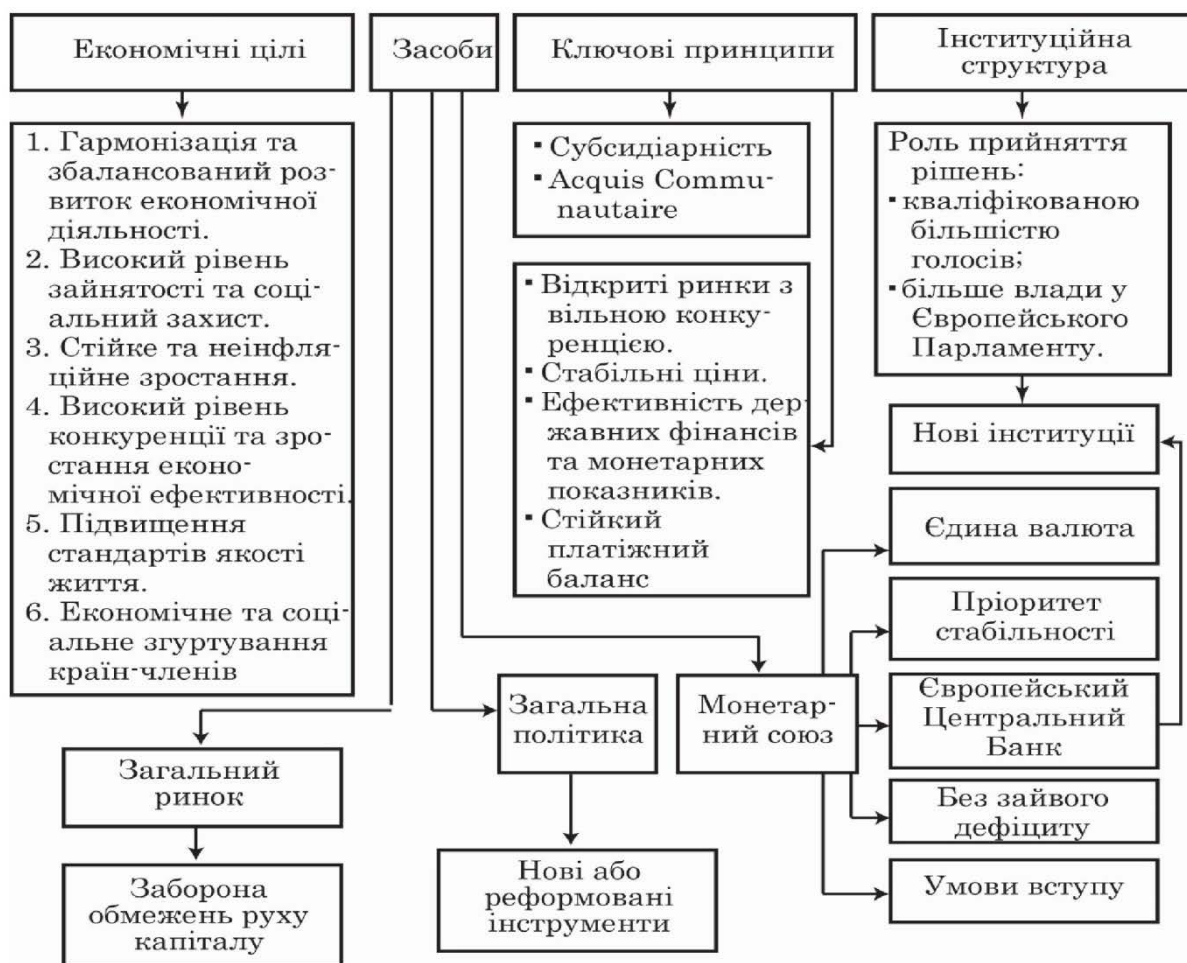 Економічні цілі
Засоби
Ключові принципи
Інституційна
структура
1. Гармонізація та
збалансований роз-
виток економічної
діяльності.
2. Високий рівень
зайнятості та соці-
альний захист.
3. Стійке та неінфля-
ційне зростання.
4. Високий рівень
конкуренції та зро-
стання еконо-
мічної ефективності.
5. Підвищення
стандартів якості
життя.
6. Економічне та соці-
альне згуртування
країн-членів
▪ Субсидіарність
▪ Acquis Commu-
nautaire
▪ Відкриті ринки з
вільною конку-
ренцією.
▪ Стабільні ціни.
▪ Ефективність дер-
жавних фінансів
та монетарних
показників.
▪ Стійкий
платіжний
баланс
Роль прийняття
рішень:
▪ кваліфікованою
більшістю
голосів;
▪ більше влади у
Європейського
Парламенту.
Нові інституції
Єдина валюта
Пріоритет
стабільності
Європейський
Центральний
Банк
Без зайвого
дефіциту
Умови вступу
Загальна
політика
Монетар-
ний союз
Загальний
ринок
Нові або
реформовані
інструменти
Заборона
обмежень руху
капіталу